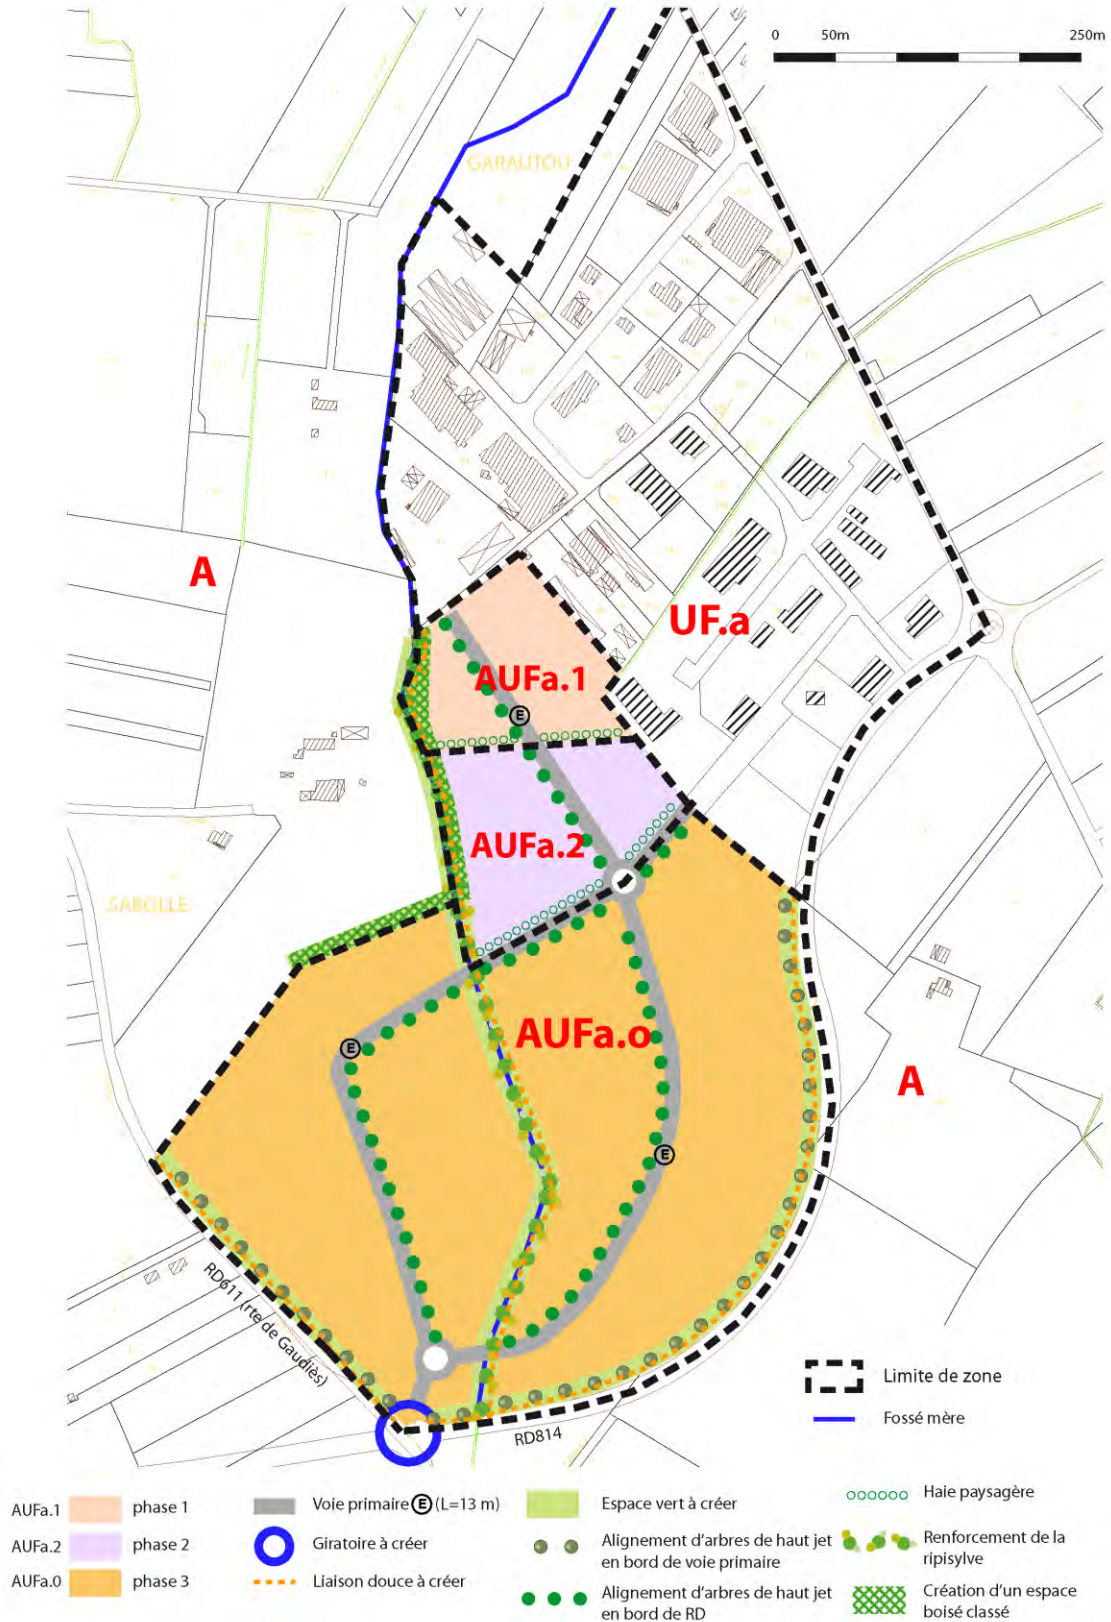 0 50m 250m
GARAUTOU
A
UF.a
AUFa.1
E
AUFa.2
SABOLLE
AUFa.o
E
A
E
RD611 (rte de Gaudiès)
RD814
Limite de zone
Fossé mère
AUFa.1 phase 1
AUFa.2 phase 2
AUFa.0 phase 3
Voie primaire E (L=13 m)
Giratoire à créer
Liaison douce à créer
Espace vert à créer
Alignement d'arbres de haut jet
en bord de voie primaire
Alignement d'arbres de haut jet
en bord de RD
Haie paysagère
Renforcement de la
ripisylve
Création d'un espace
boisé classé